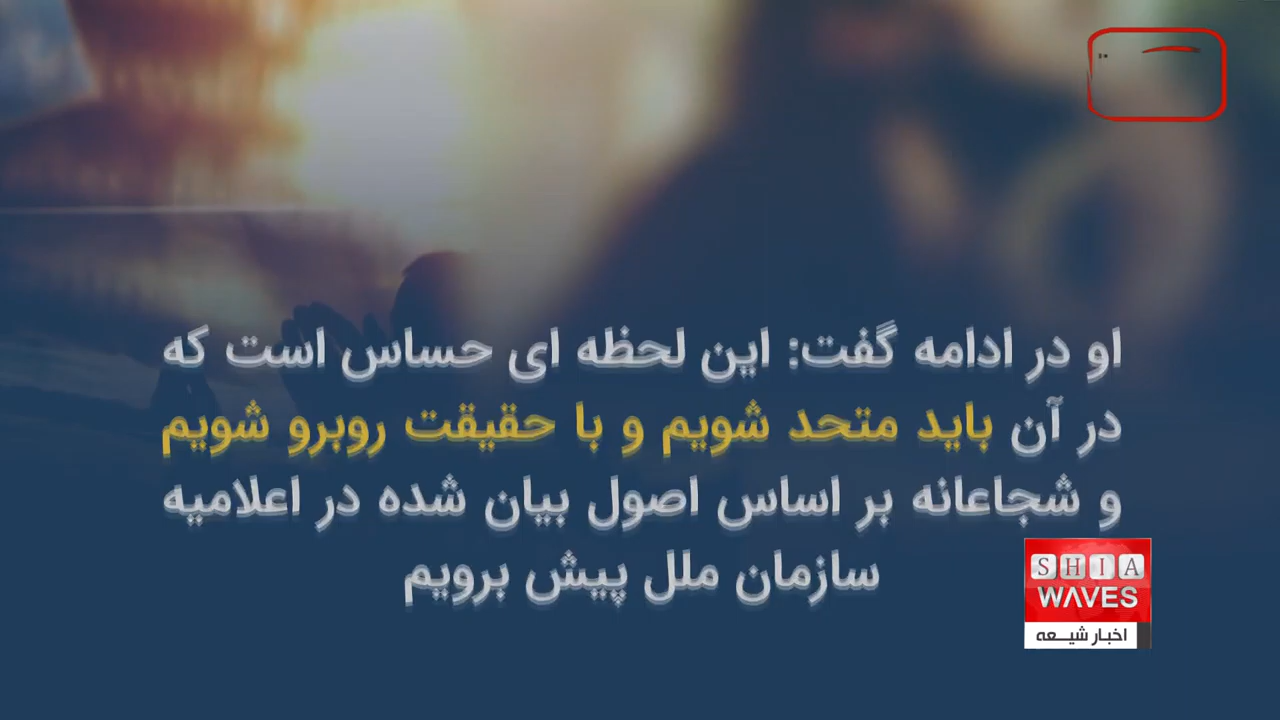 او در ادامه گفت: این لحظه ای حساس است که
در آن باید متحد شویم و با حقیقت روبرو شویم
و شجاعانه بر اساس اصول بیان شده در اعلامیه
سازمان ملل پیش برویم
SHIA
WAVES
اخبار شیـعه